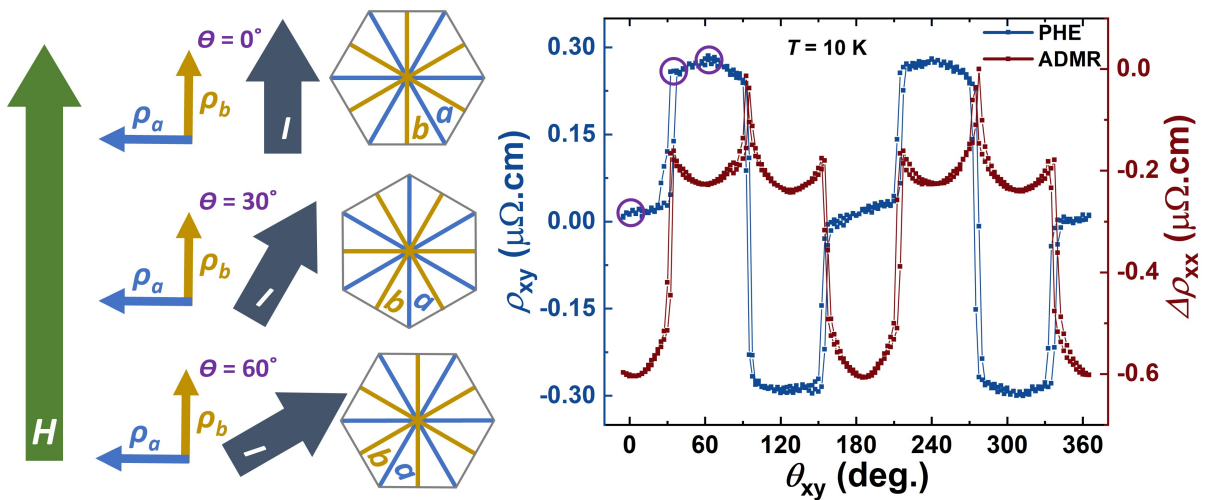 H
Θ = 0°
ρa
ρb
I
a
b
Θ = 30°
ρa
ρb
I
b
a
Θ = 60°
ρa
ρb
I
b
a
T = 10 K
PHE
ADMR
ρxy (μΩ.cm)
0.30
0.15
0.00
-0.15
-0.30
0
60
120
180
240
300
360
θxy (deg.)
0.0
-0.2
-0.4
-0.6
Δρxx (μΩ.cm)